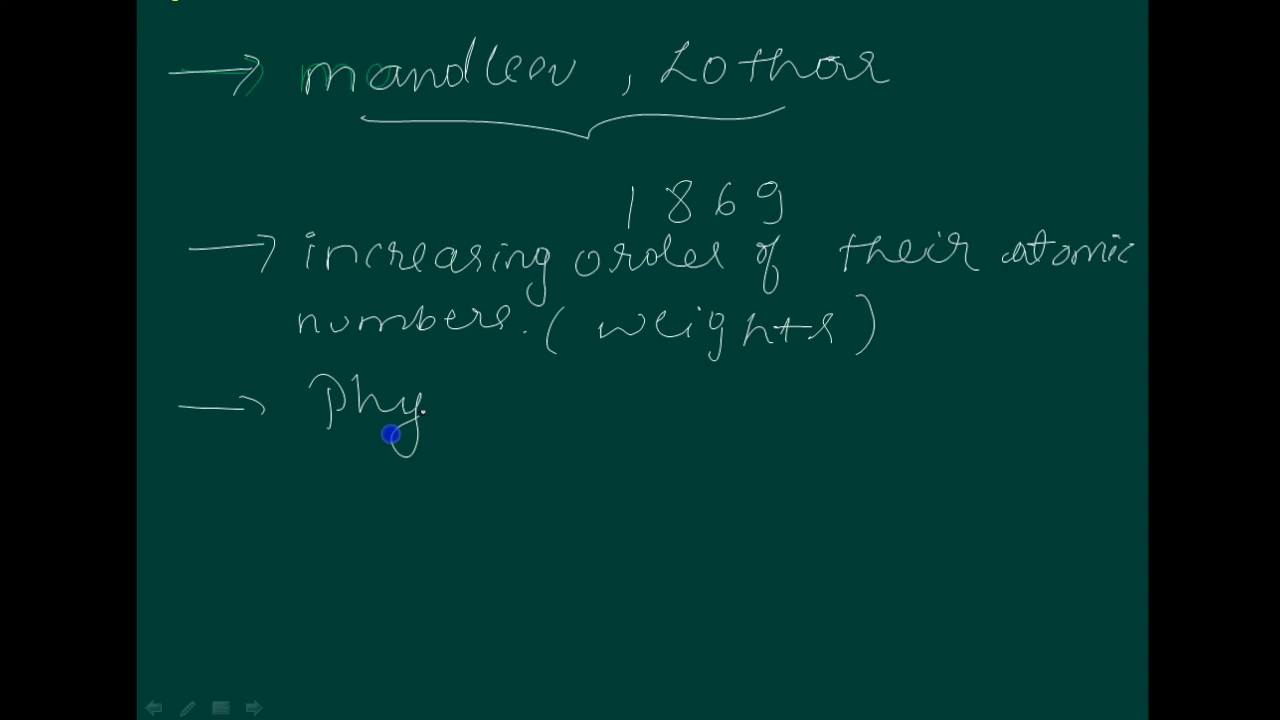 → mandleev, Lothar
1869
→ increasing order of their atomic
numbers. (weights)
→ Phy